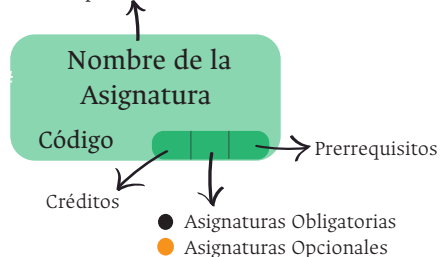 Nombre de la
Asignatura
Código
Prerrequisitos
Créditos
Asignaturas Obligatorias
Asignaturas Opcionales